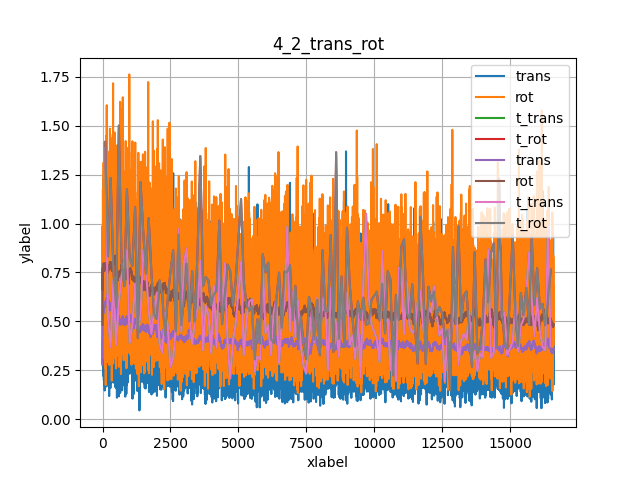 4_2_trans_rot
ylabel
1.75
1.50
1.25
1.00
0.75
0.50
0.25
0.00
trans
rot
t_trans
t_rot
trans
rot
t_trans
t_rot
0 2500 5000 7500 10000 12500 15000
xlabel